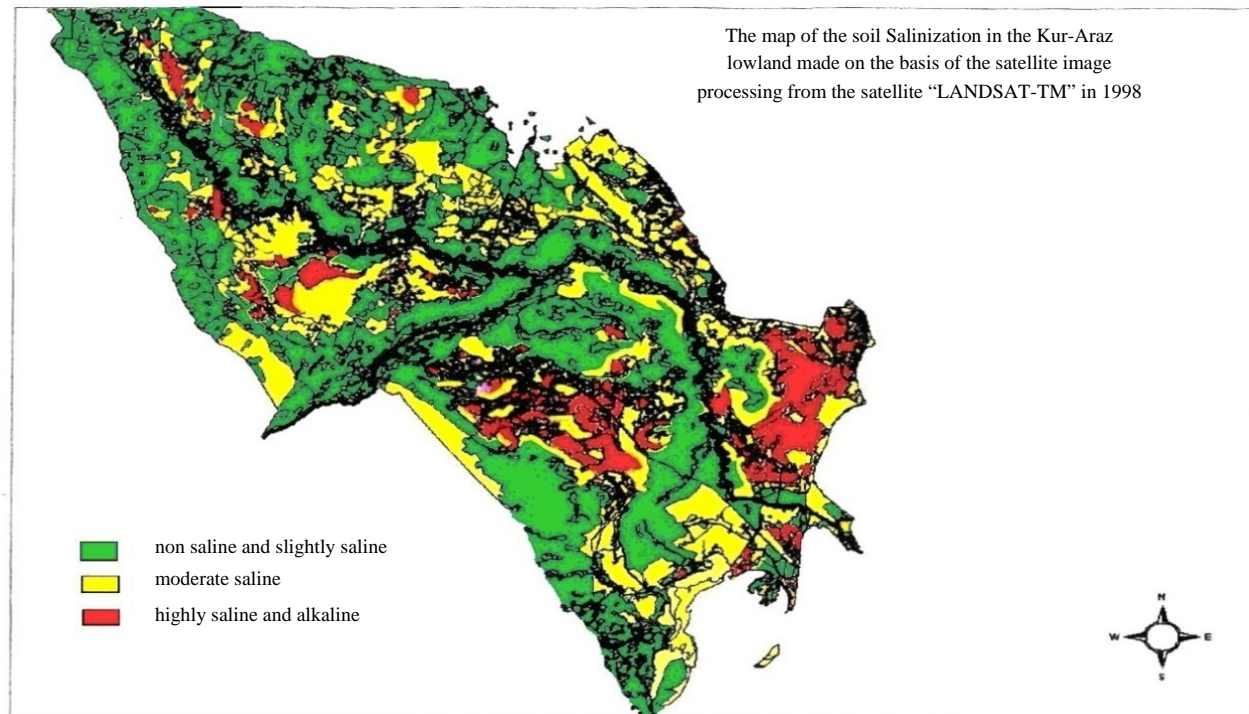 The map of the soil Salinization in the Kur-Araz
lowland made on the basis of the satellite image
processing from the satellite “LANDSAT-TM” in 1998
non saline and slightly saline
moderate saline
highly saline and alkaline
N
W E
S